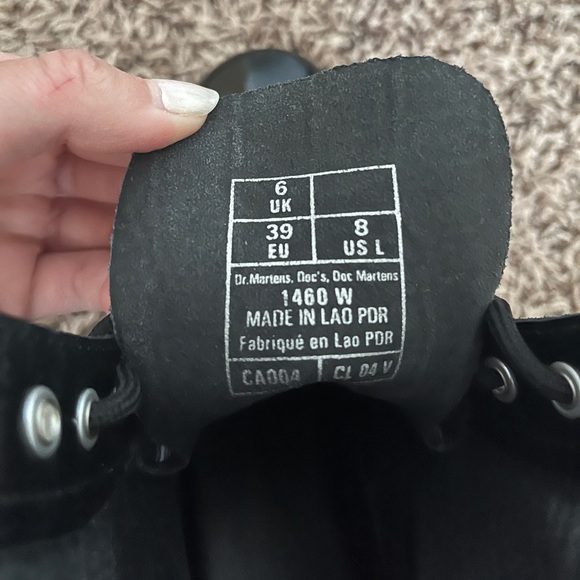 6
UK
39 8
EU US L
Dr.Martens, Doc's, Doc Martens
1460 W
MADE IN LAO PDR
Fabriqué en Lao PDR
CA004 CL 04 V